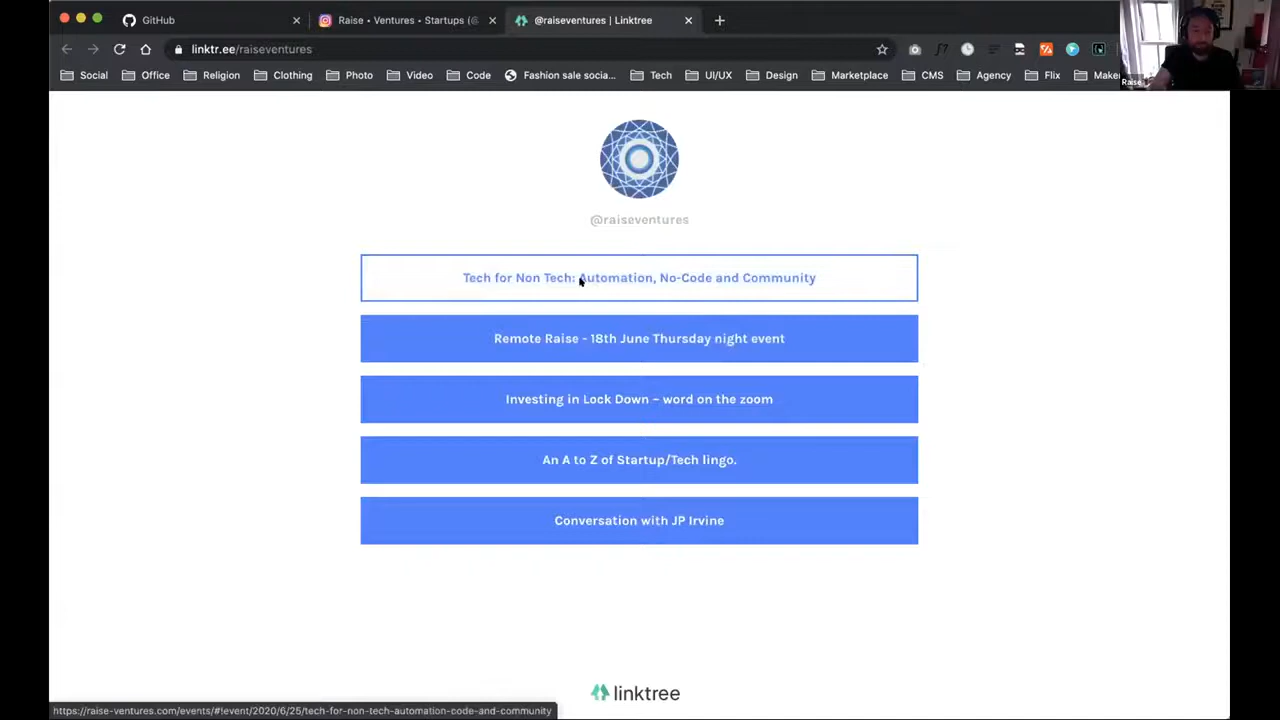 GitHub
Raise • Ventures • Startups (@
@raiseventures | Linktree
linktr.ee/raiseventures
Social
Office
Religion
Clothing
Photo
Video
Code
Fashion sale socia...
Tech
UI/UX
Design
Marketplace
CMS
Agency
Flix
Raise
@raiseventures
Tech for Non Tech: Automation, No-Code and Community
Remote Raise - 18th June Thursday night event
Investing in Lock Down – word on the zoom
An A to Z of Startup/Tech lingo.
Conversation with JP Irvine
linktree
https://raise-ventures.com/events/#!event/2020/6/25/tech-for-non-tech-automation-code-and-community